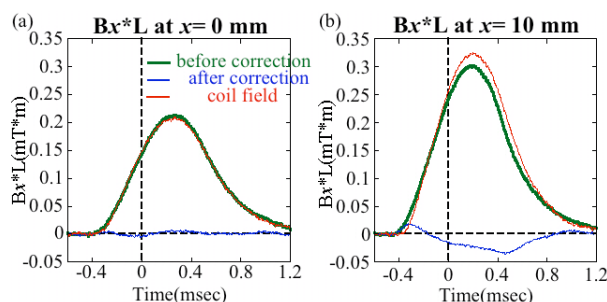 (a) Bx*L at x= 0 mm
0.35
0.3
0.25
0.2
0.15
0.1
0.05
0
-0.05
Bx*L(mT*m)
before correction
after correction
coil field
-0.4 0 0.4 0.8 1.2
Time(msec)
(b) Bx*L at x= 10 mm
0.35
0.3
0.25
0.2
0.15
0.1
0.05
0
-0.05
Bx*L(mT*m)
-0.4 0 0.4 0.8 1.2
Time(msec)